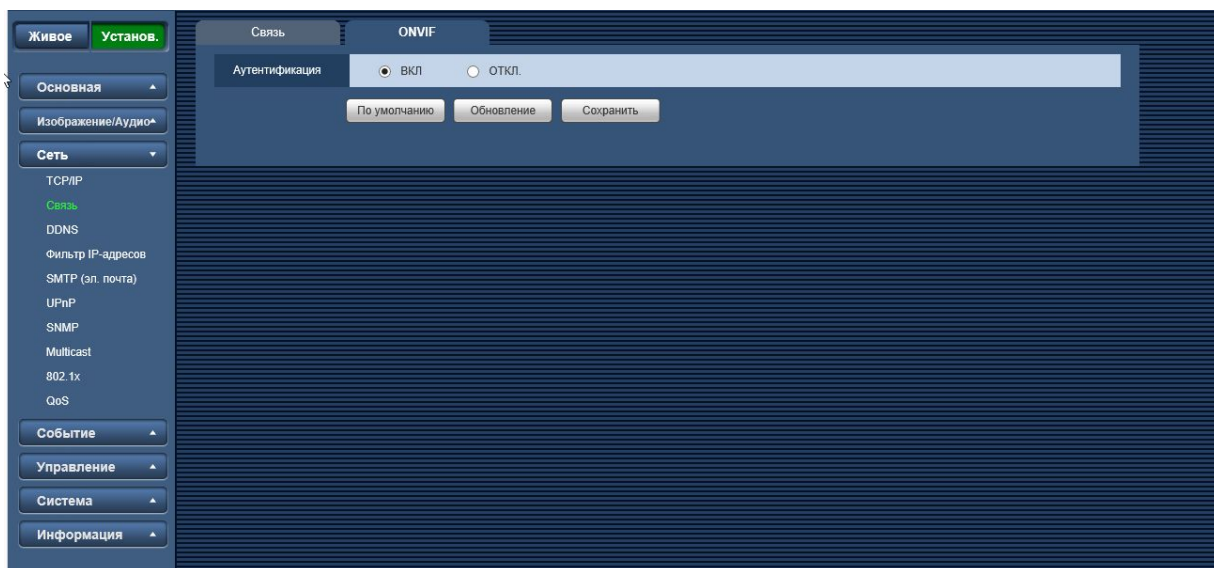 Живое Установ.
Основная
Изображение/Аудио
Сеть
TCP/IP
Связь
DDNS
Фильтр IP-адресов
SMTP (эл. почта)
UPnP
SNMP
Multicast
802.1x
QoS
Событие
Управление
Система
Информация
Связь ONVIF
Аутентификация ВКЛ ОТКЛ.
По умолчанию Обновление Сохранить